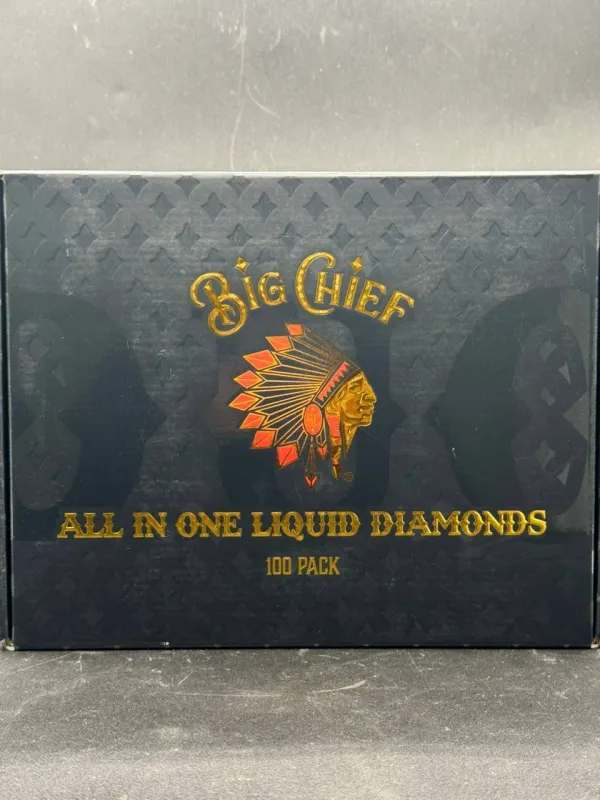 BIG CHIEF
ALL IN ONE LIQUID DIAMONDS
100 PACK